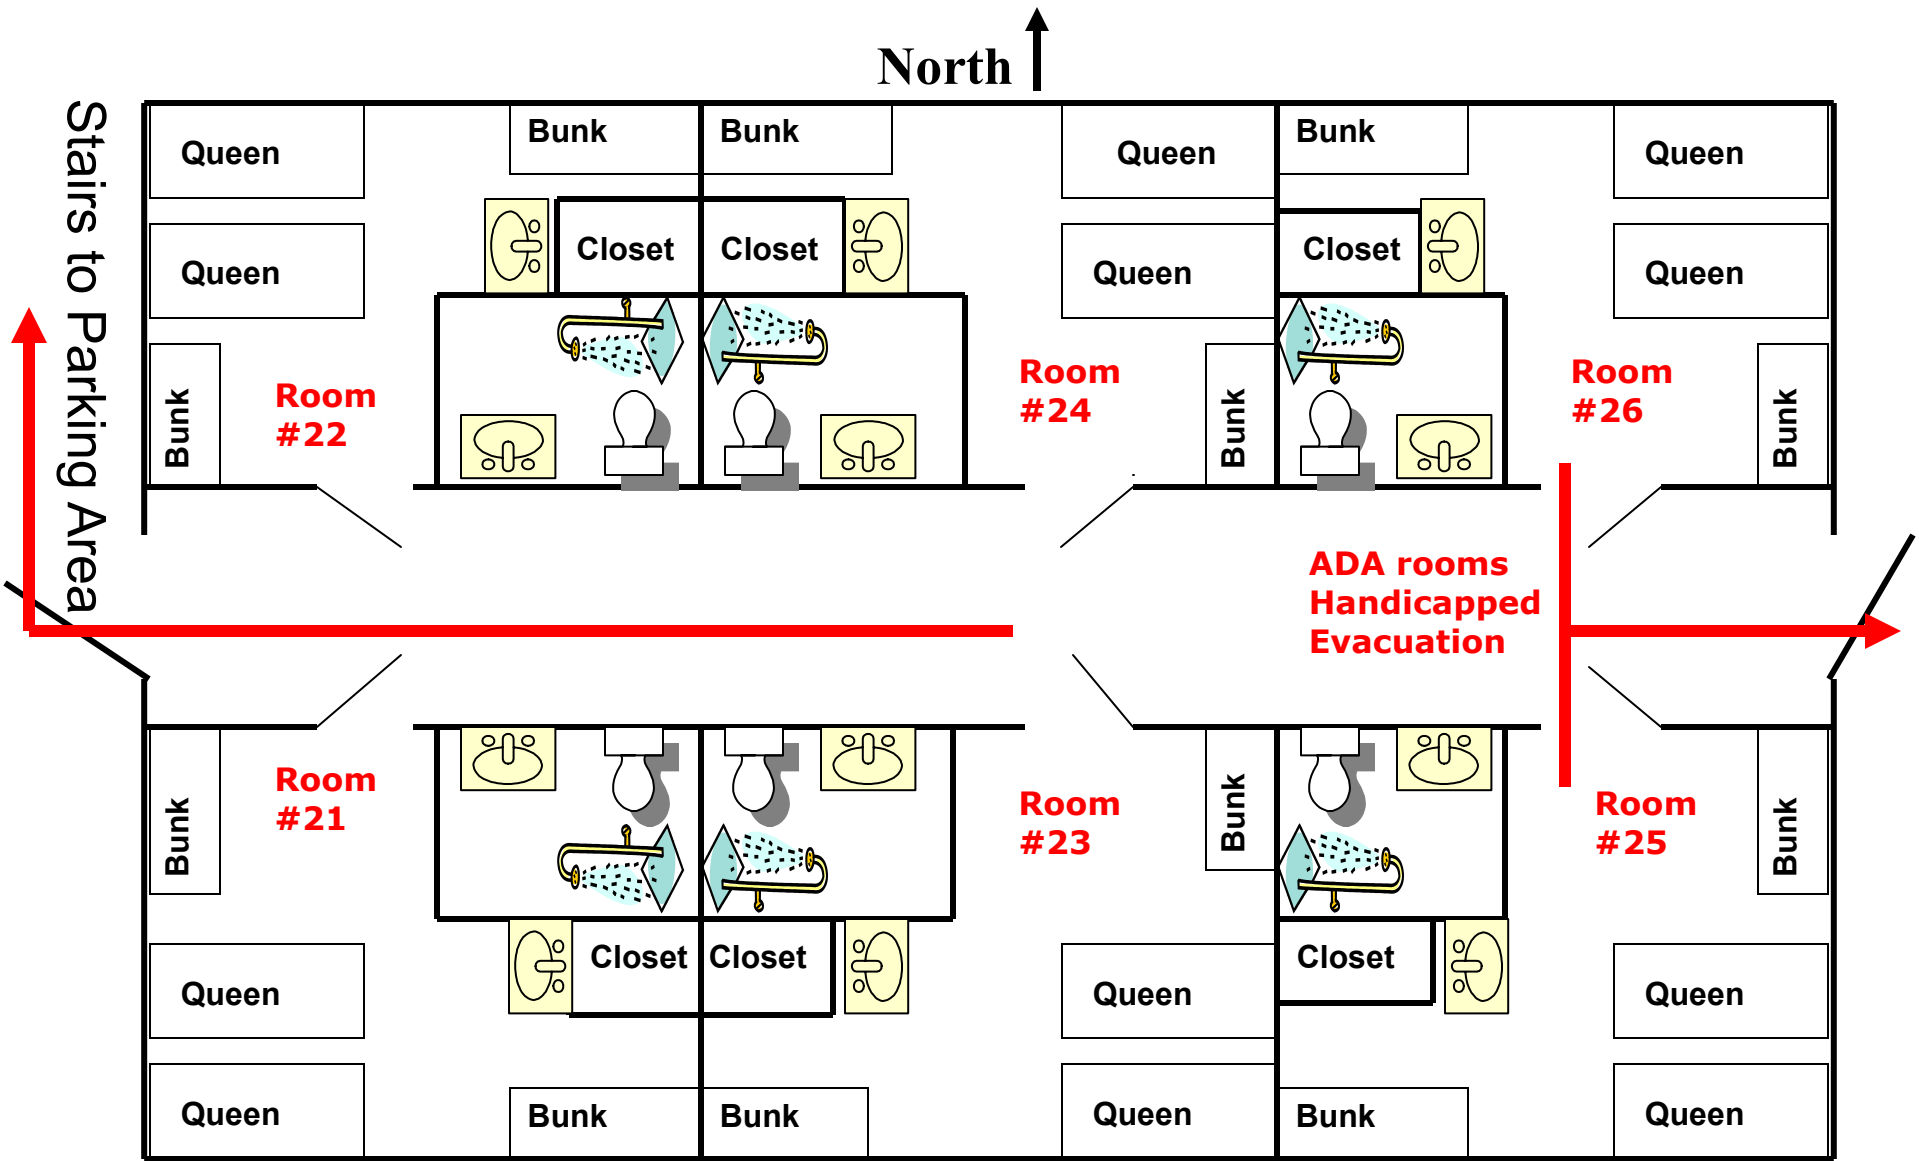 North
Stairs to Parking Area
Queen
Bunk
Bunk
Queen
Bunk
Queen
Queen
Closet
Closet
Queen
Closet
Queen
Bunk
Room
#22
Room
#24
Bunk
Room
#26
Bunk
ADA rooms
Handicapped
Evacuation
Bunk
Room
#21
Room
#23
Bunk
Room
#25
Bunk
Queen
Closet
Closet
Queen
Closet
Queen
Queen
Bunk
Bunk
Queen
Bunk
Queen